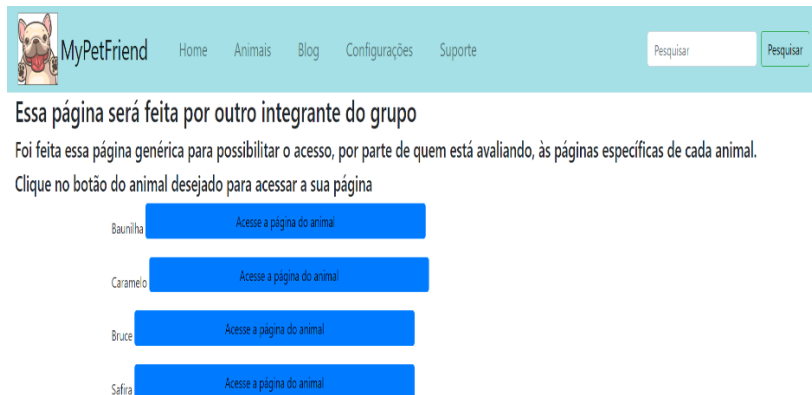 MyPetFriend Home Animais Blog Configurações Suporte Pesquisar Pesquisar
Essa página será feita por outro integrante do grupo
Foi feita essa página genérica para possibilitar o acesso, por parte de quem está avaliando, às páginas específicas de cada animal.
Clique no botão do animal desejado para acessar a sua página
Baunilha Acesse a página do animal
Caramelo Acesse a página do animal
Bruce Acesse a página do animal
Safira Acesse a página do animal